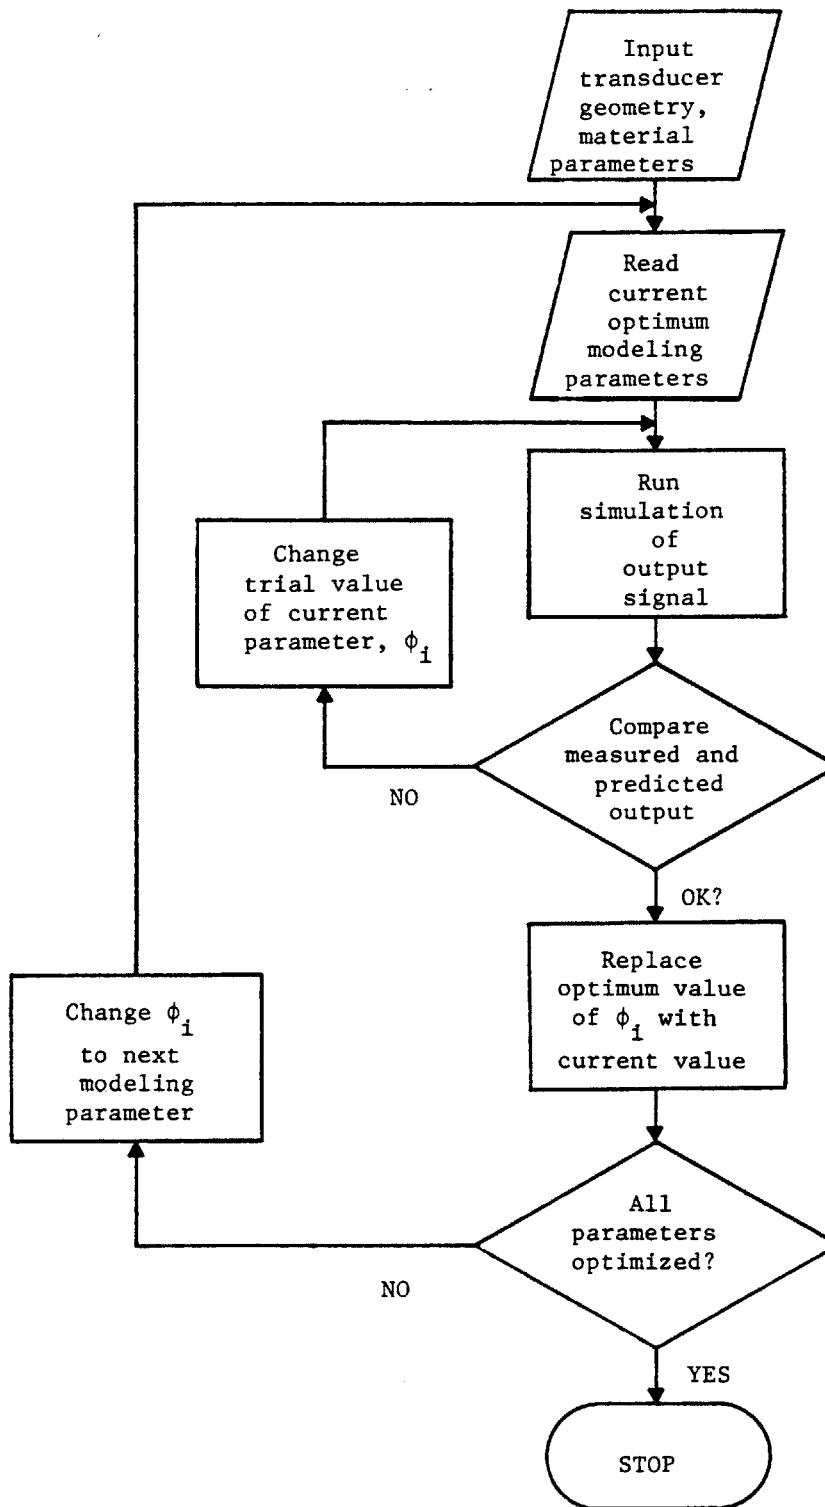 Input
transducer
geometry,
material
parameters
Read
current
optimum
modeling
parameters
Run
simulation
of
output
signal
Change
trial value
of current
parameter, ϕi
Compare
measured and
predicted
output
NO
OK?
Replace
optimum value
of ϕi with
current value
Change ϕi
to next
modeling
parameter
All
parameters
optimized?
NO
YES
STOP